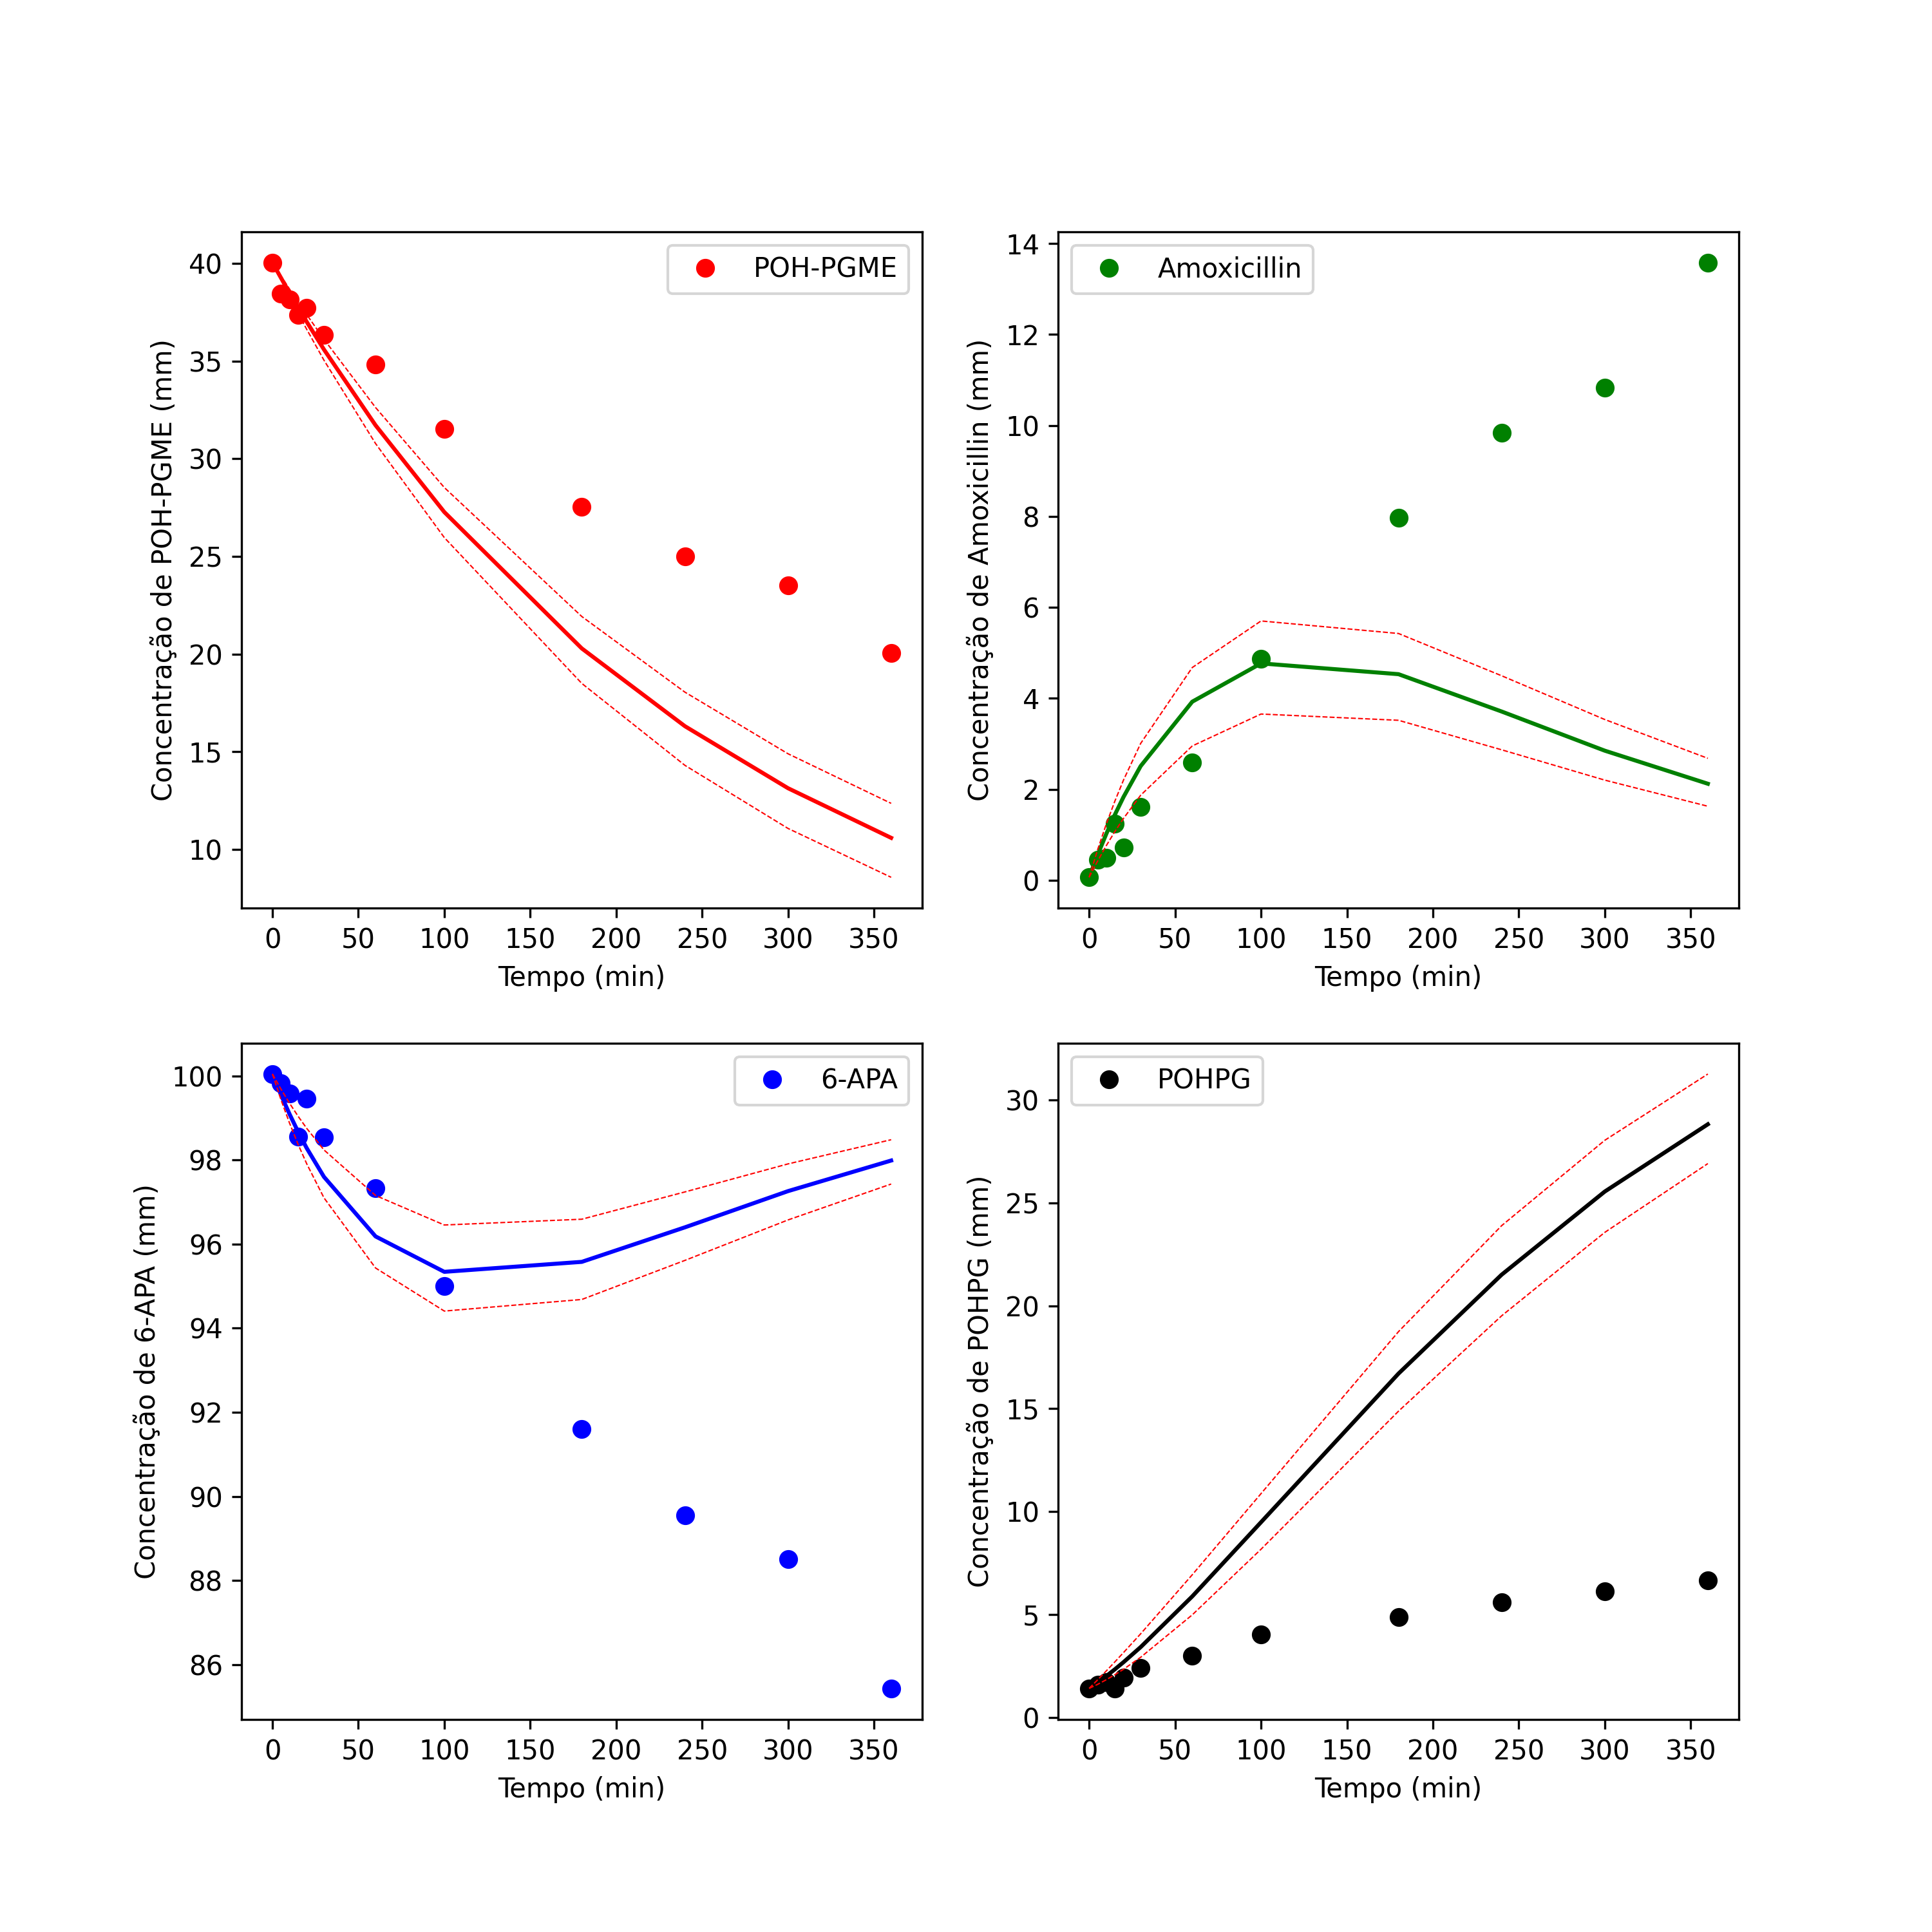 POH-PGME
40
35
30
25
20
15
10
Concentração de POH-PGME (mm)
0 50 100 150 200 250 300 350
Tempo (min)
Amoxicillin
14
12
10
8
6
4
2
0
Concentração de Amoxicillin (mm)
0 50 100 150 200 250 300 350
Tempo (min)
6-APA
100
98
96
94
92
90
88
86
Concentração de 6-APA (mm)
0 50 100 150 200 250 300 350
Tempo (min)
POHPG
30
25
20
15
10
5
0
Concentração de POHPG (mm)
0 50 100 150 200 250 300 350
Tempo (min)